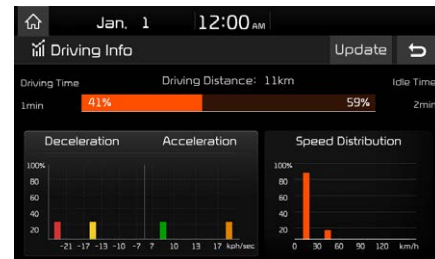 Jan, 1 12:00 AM
Driving Info Update
Driving Time Driving Distance: 11km Idle Time
1min 41% 59% 2min
Deceleration Acceleration
100%
80
60
40
20
-21 -17 -13 -10 -7 7 10 13 17 kph/sec
Speed Distribution
100%
80
60
40
20
0 30 60 90 120 km/h